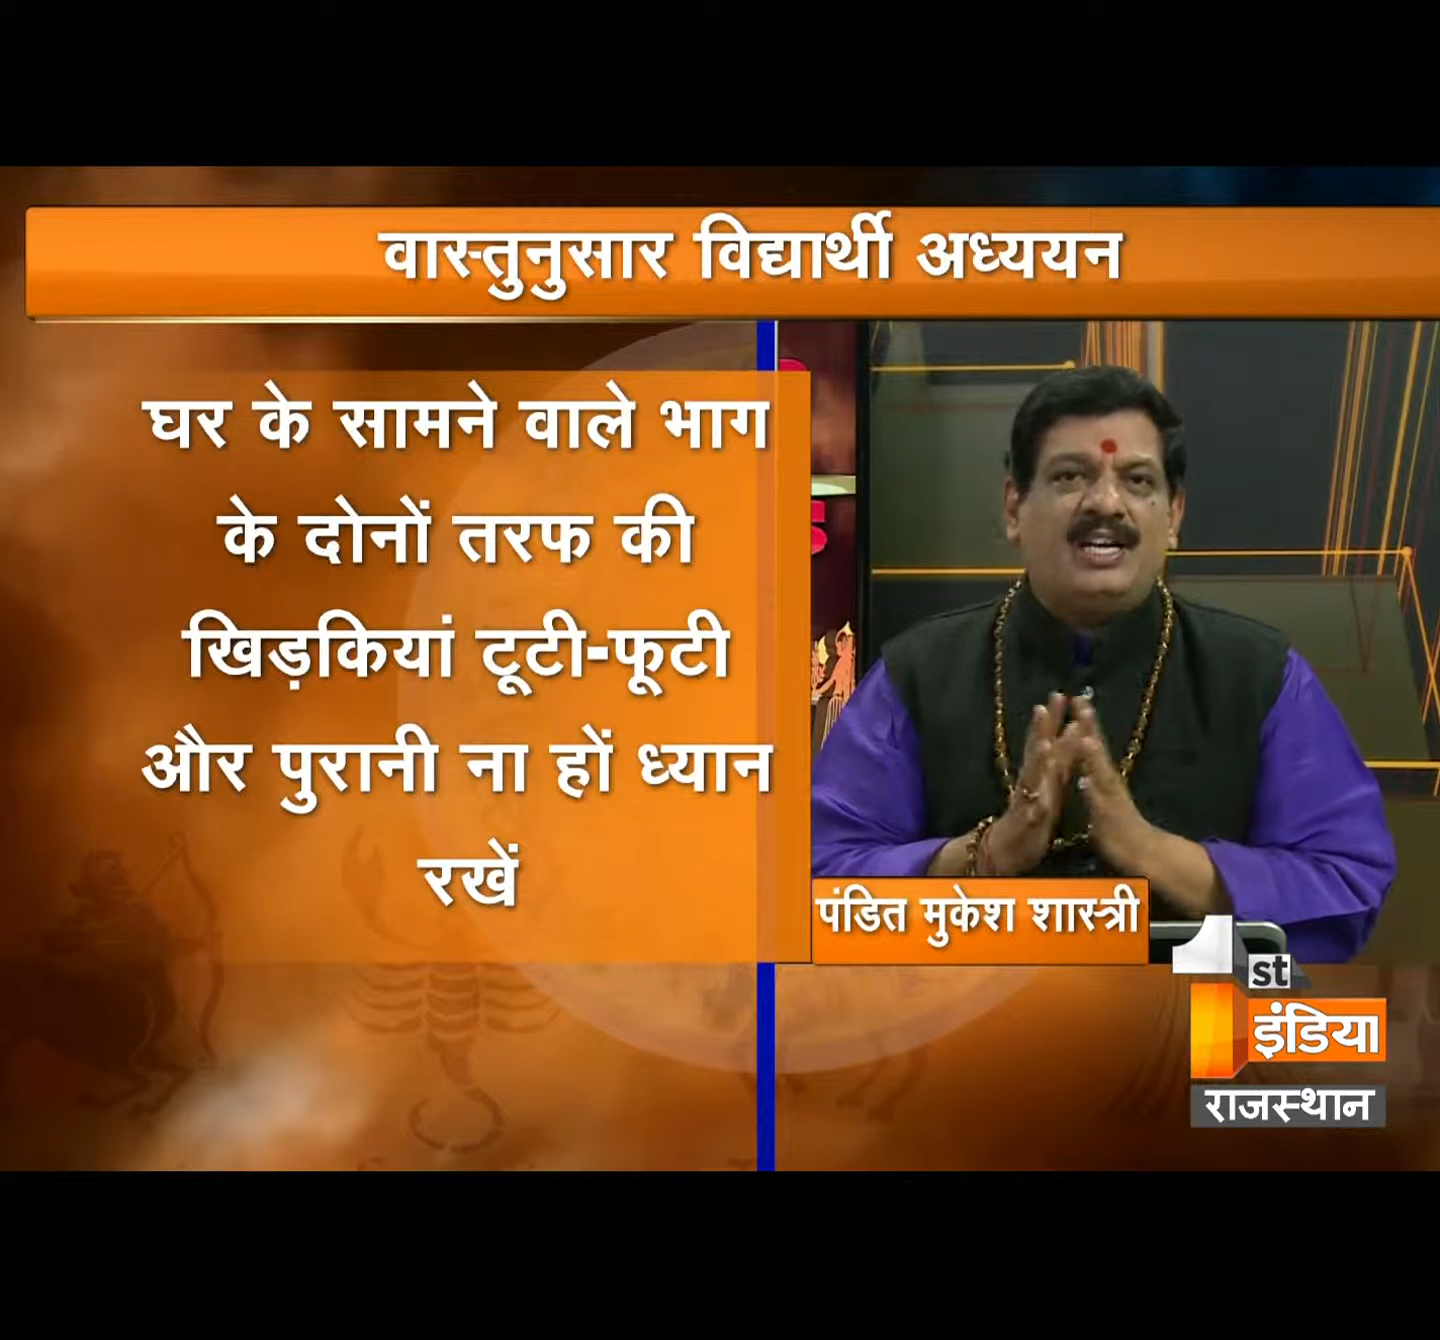 वास्तुनुसार विद्यार्थी अध्ययन
घर के सामने वाले भाग
के दोनों तरफ की
खिड़कियां टूटी-फूटी
और पुरानी ना हों ध्यान
रखें
पंडित मुकेश शास्त्री
1st
इंडिया
राजस्थान